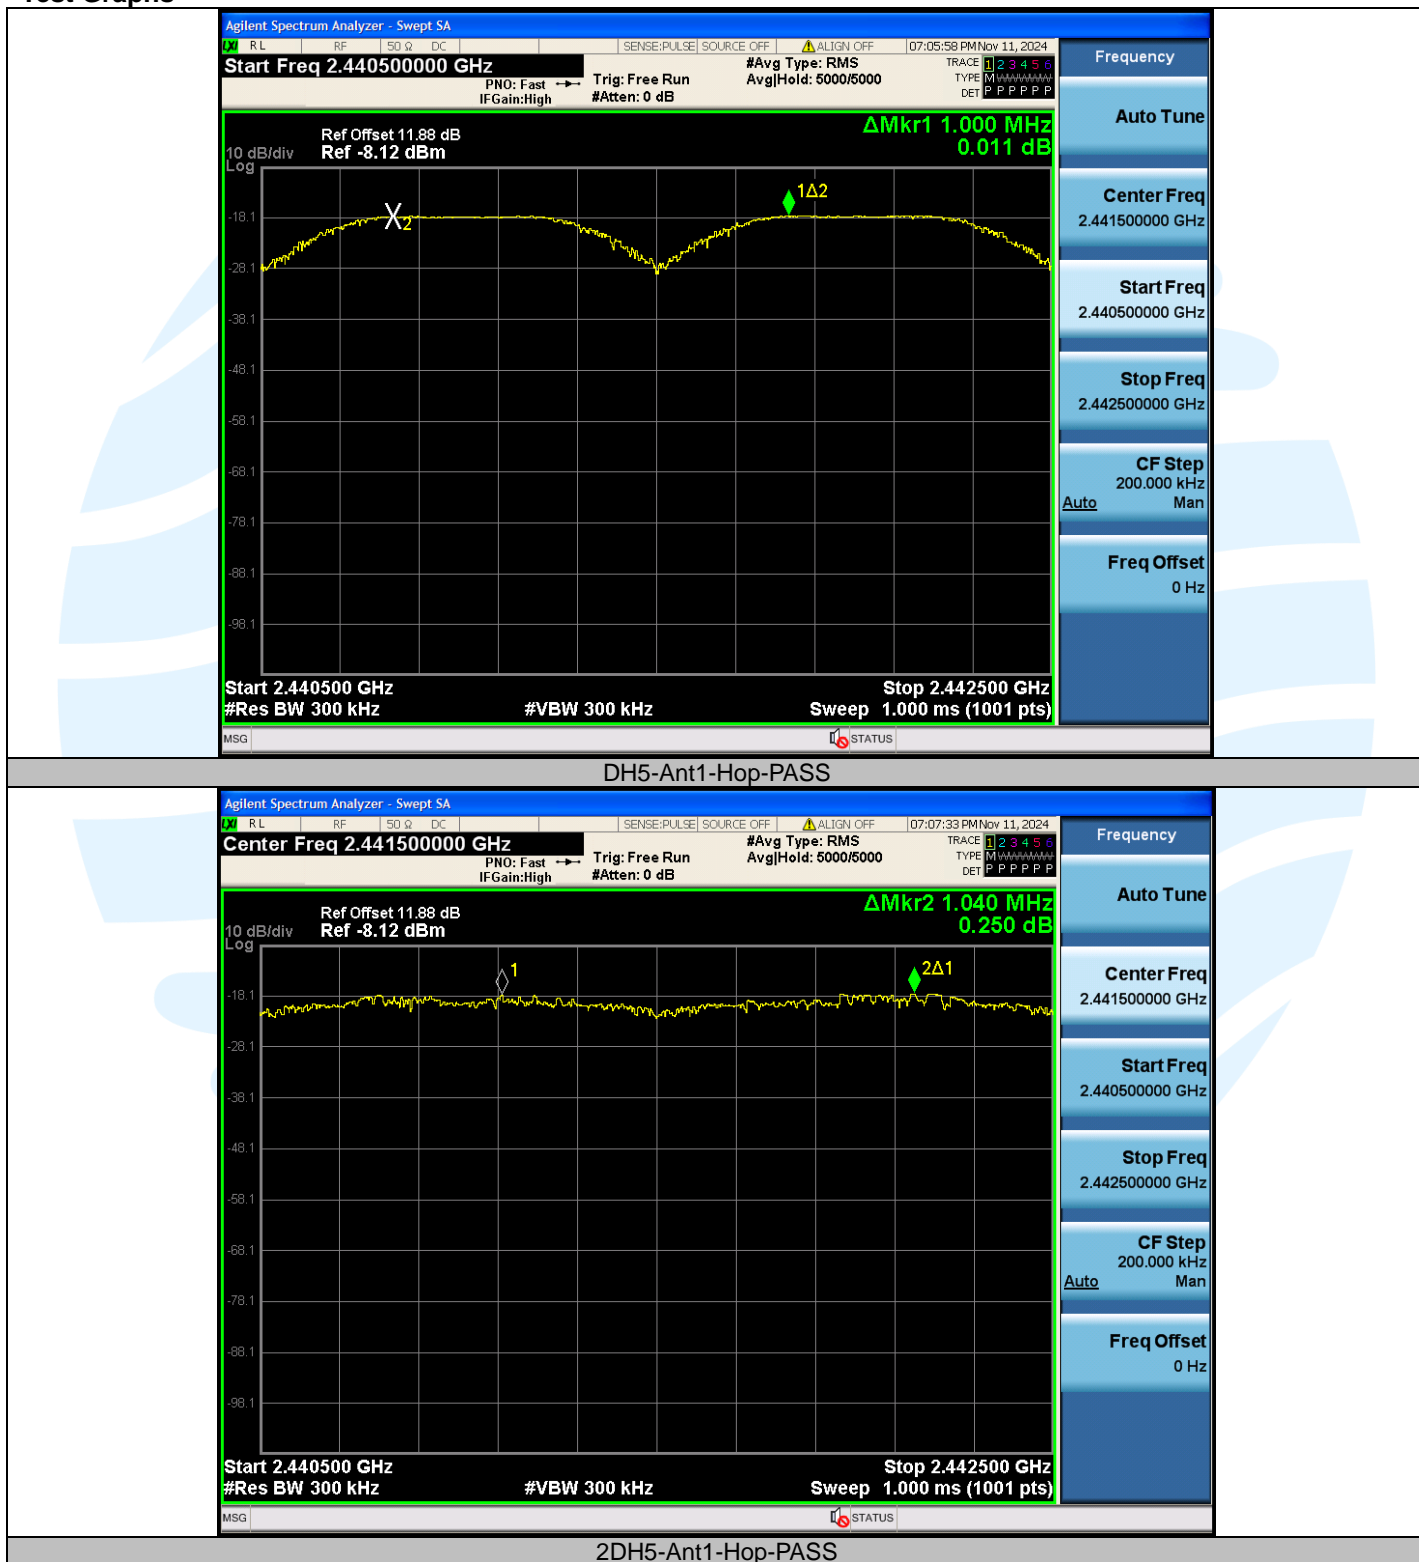 Test Graphs
Agilent Spectrum Analyzer - Swept SA
LXI RL RF 50 Ω DC SENSE:PULSE SOURCE OFF ALIGN OFF 07:05:58 PM Nov 11, 2024
Start Freq 2.440500000 GHz
PNO: Fast
IFGain:High
Trig: Free Run
#Atten: 0 dB
#Avg Type: RMS
Avg|Hold: 5000/5000
TRACE 1 2 3 4 5 6
TYPE M WWWWW
DET P P P P P P
Ref Offset 11.88 dB
10 dB/div Ref -8.12 dBm
Log
ΔMkr1 1.000 MHz
0.011 dB
1Δ2
X2
-18.1
-28.1
-38.1
-48.1
-58.1
-68.1
-78.1
-88.1
-98.1
Start 2.440500 GHz Stop 2.442500 GHz
#Res BW 300 kHz #VBW 300 kHz Sweep 1.000 ms (1001 pts)
MSG STATUS
Frequency
Auto Tune
Center Freq
2.441500000 GHz
Start Freq
2.440500000 GHz
Stop Freq
2.442500000 GHz
CF Step
200.000 kHz
Auto Man
Freq Offset
0 Hz
DH5-Ant1-Hop-PASS
Agilent Spectrum Analyzer - Swept SA
LXI RL RF 50 Ω DC SENSE:PULSE SOURCE OFF ALIGN OFF 07:07:33 PM Nov 11, 2024
Center Freq 2.441500000 GHz
PNO: Fast
IFGain:High
Trig: Free Run
#Atten: 0 dB
#Avg Type: RMS
Avg|Hold: 5000/5000
TRACE 1 2 3 4 5 6
TYPE M WWWWW
DET P P P P P P
Ref Offset 11.88 dB
10 dB/div Ref -8.12 dBm
Log
ΔMkr2 1.040 MHz
0.250 dB
1
2Δ1
-18.1
-28.1
-38.1
-48.1
-58.1
-68.1
-78.1
-88.1
-98.1
Start 2.440500 GHz Stop 2.442500 GHz
#Res BW 300 kHz #VBW 300 kHz Sweep 1.000 ms (1001 pts)
MSG STATUS
Frequency
Auto Tune
Center Freq
2.441500000 GHz
Start Freq
2.440500000 GHz
Stop Freq
2.442500000 GHz
CF Step
200.000 kHz
Auto Man
Freq Offset
0 Hz
2DH5-Ant1-Hop-PASS